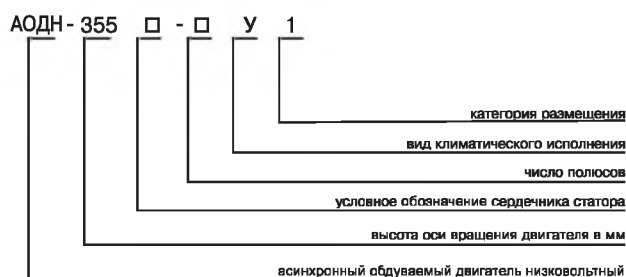 АОДН - 355 □ - □ У 1
категория размещения
вид климатического исполнения
число полюсов
условное обозначение сердечника статора
высота оси вращения двигателя в мм
асинхронный обдуваемый двигатель низковольтный